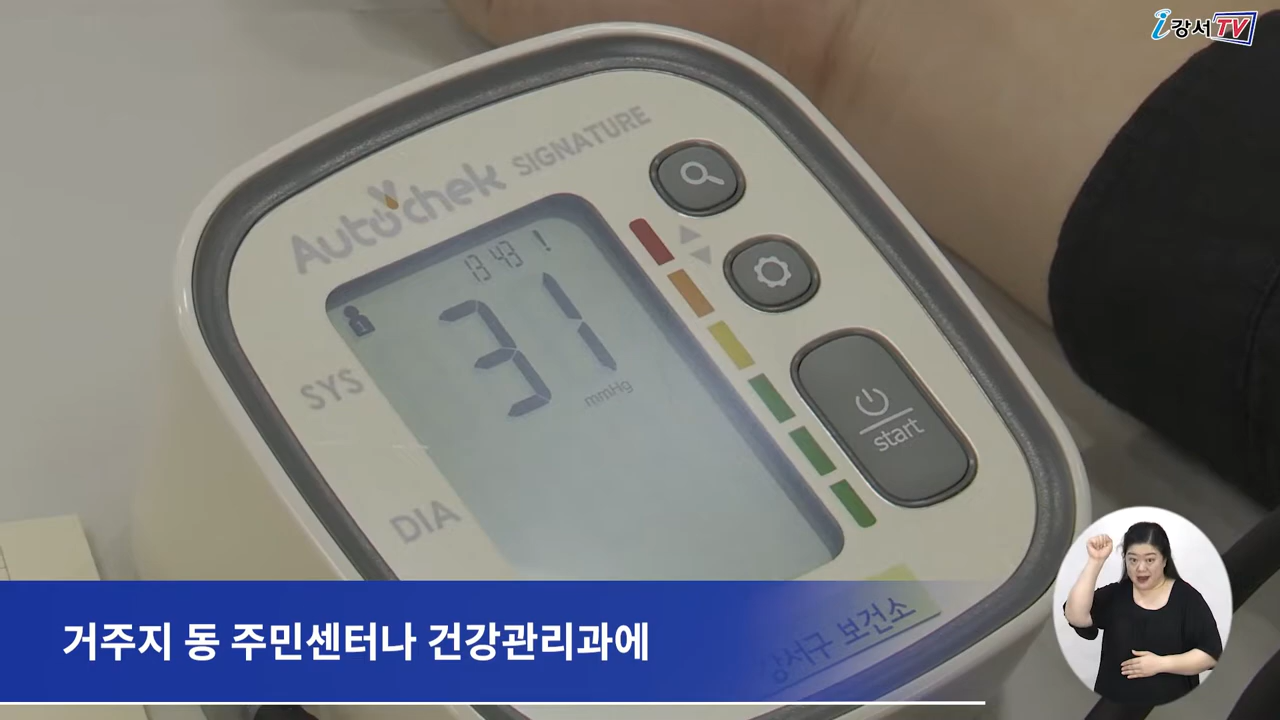 i강서TV
Autochek SIGNATURE
13 43 !
31
mmHg
SYS
DIA
start
강서구 보건소
거주지 동 주민센터나 건강관리과에